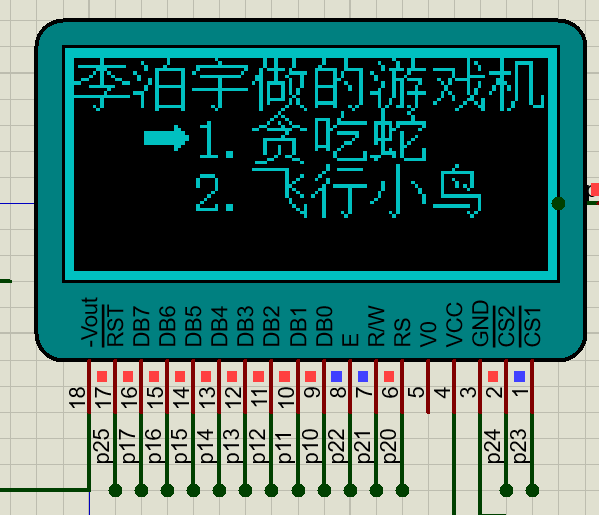 李泊宇做的游戏机
1. 贪吃蛇
2. 飞行小鸟
-Vout RST DB7 DB6 DB5 DB4 DB3 DB2 DB1 DB0 E R/W RS V0 VCC GND CS2 CS1
18 17 16 15 14 13 12 11 10 9 8 7 6 5 4 3 2 1
p25 p17 p16 p15 p14 p13 p12 p11 p10 p22 p21 p20 p24 p23